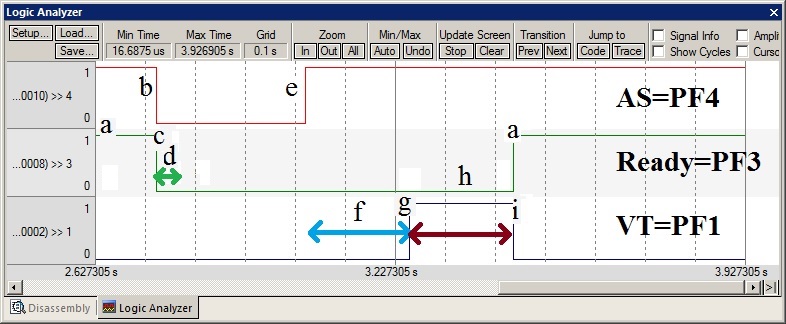 Logic Analyzer
Setup... Load... Min Time Max Time Grid Zoom Min/Max Update Screen Transition Jump to Signal Info Ampli
Save... 16.6875 us 3.926905 s 0.1 s In Out All Auto Undo Stop Clear Prev Next Code Trace Show Cycles Curso
1
...0010) >> 4 b e AS=PF4
0
1 a c a
...0008) >> 3 d Ready=PF3
0 h
1 g i
...0002) >> 1 f VT=PF1
0
2.627305 s 3.227305 s 3.927305 s
Disassembly Logic Analyzer